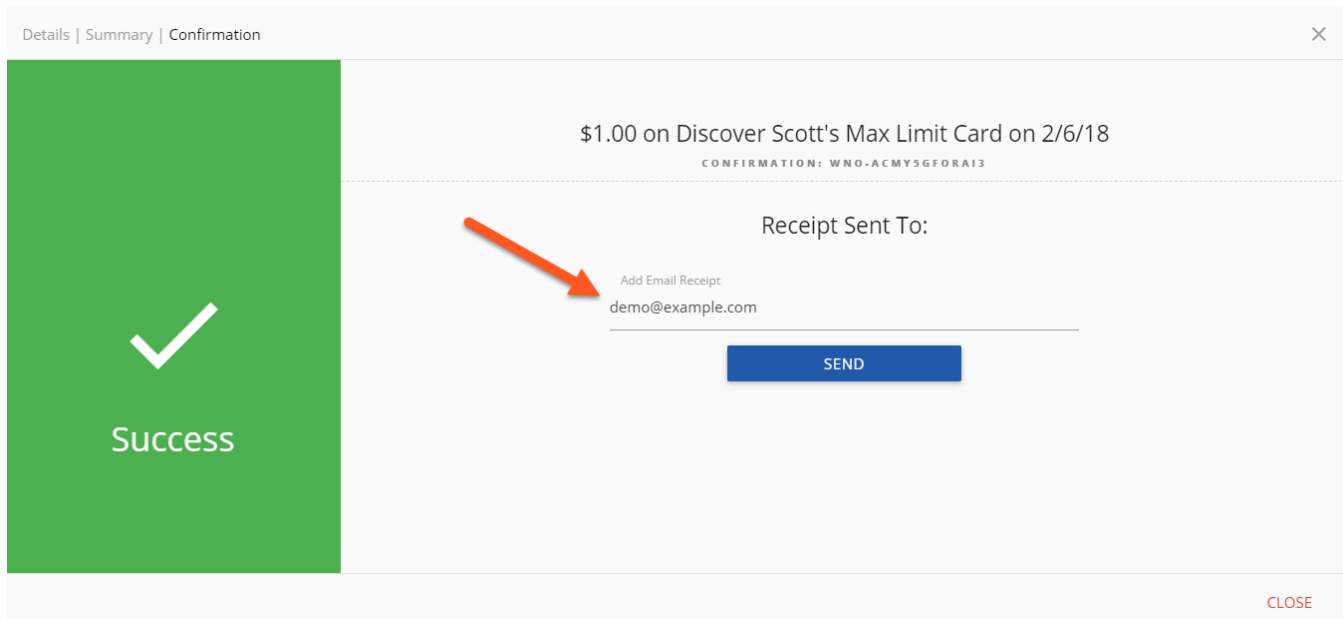 Details | Summary | Confirmation
$1.00 on Discover Scott's Max Limit Card on 2/6/18
CONFIRMATION: WNO-ACMY5GFORAI3
Receipt Sent To:
Add Email Receipt
demo@example.com
SEND
Success
CLOSE